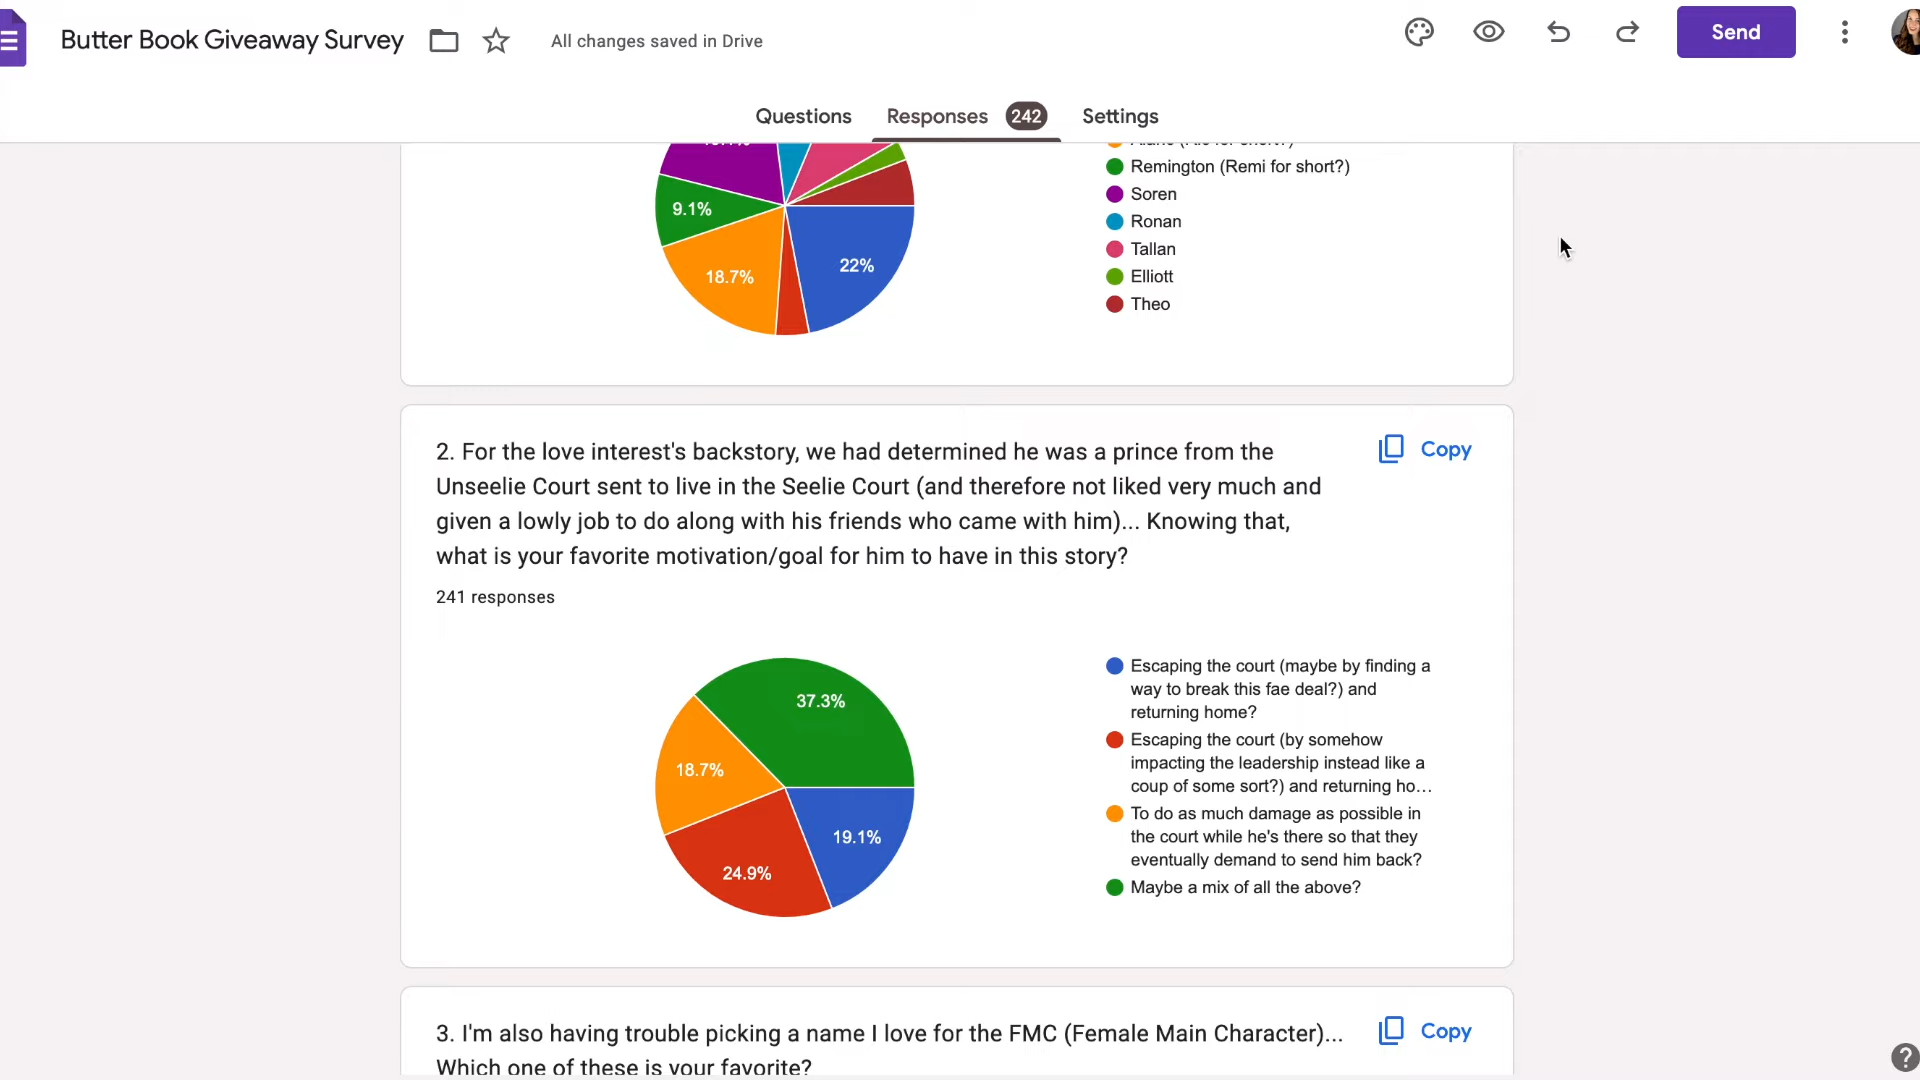 Butter Book Giveaway Survey
All changes saved in Drive
Send
Questions
Responses 242
Settings
Remington (Remi for short?)
Soren
Ronan
Tallan
Elliott
Theo
9.1%
18.7%
22%
2. For the love interest's backstory, we had determined he was a prince from the
Unseelie Court sent to live in the Seelie Court (and therefore not liked very much and
given a lowly job to do along with his friends who came with him)... Knowing that,
what is your favorite motivation/goal for him to have in this story?
Copy
241 responses
37.3%
18.7%
19.1%
24.9%
Escaping the court (maybe by finding a
way to break this fae deal?) and
returning home?
Escaping the court (by somehow
impacting the leadership instead like a
coup of some sort?) and returning ho...
To do as much damage as possible in
the court while he's there so that they
eventually demand to send him back?
Maybe a mix of all the above?
3. I'm also having trouble picking a name I love for the FMC (Female Main Character)...
Which one of these is your favorite?
Copy
?